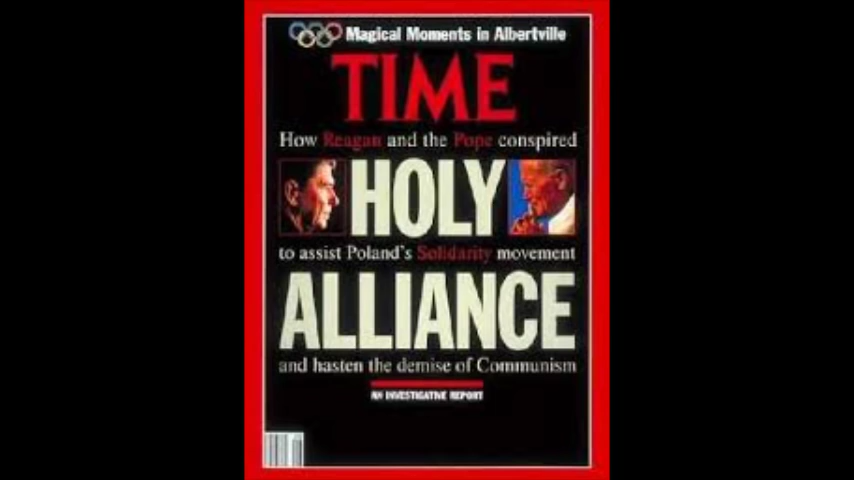 Magical Moments in Albertville
TIME
How Reagan and the Pope conspired
HOLY
to assist Poland's Solidarity movement
ALLIANCE
and hasten the demise of Communism
AN INVESTIGATIVE REPORT